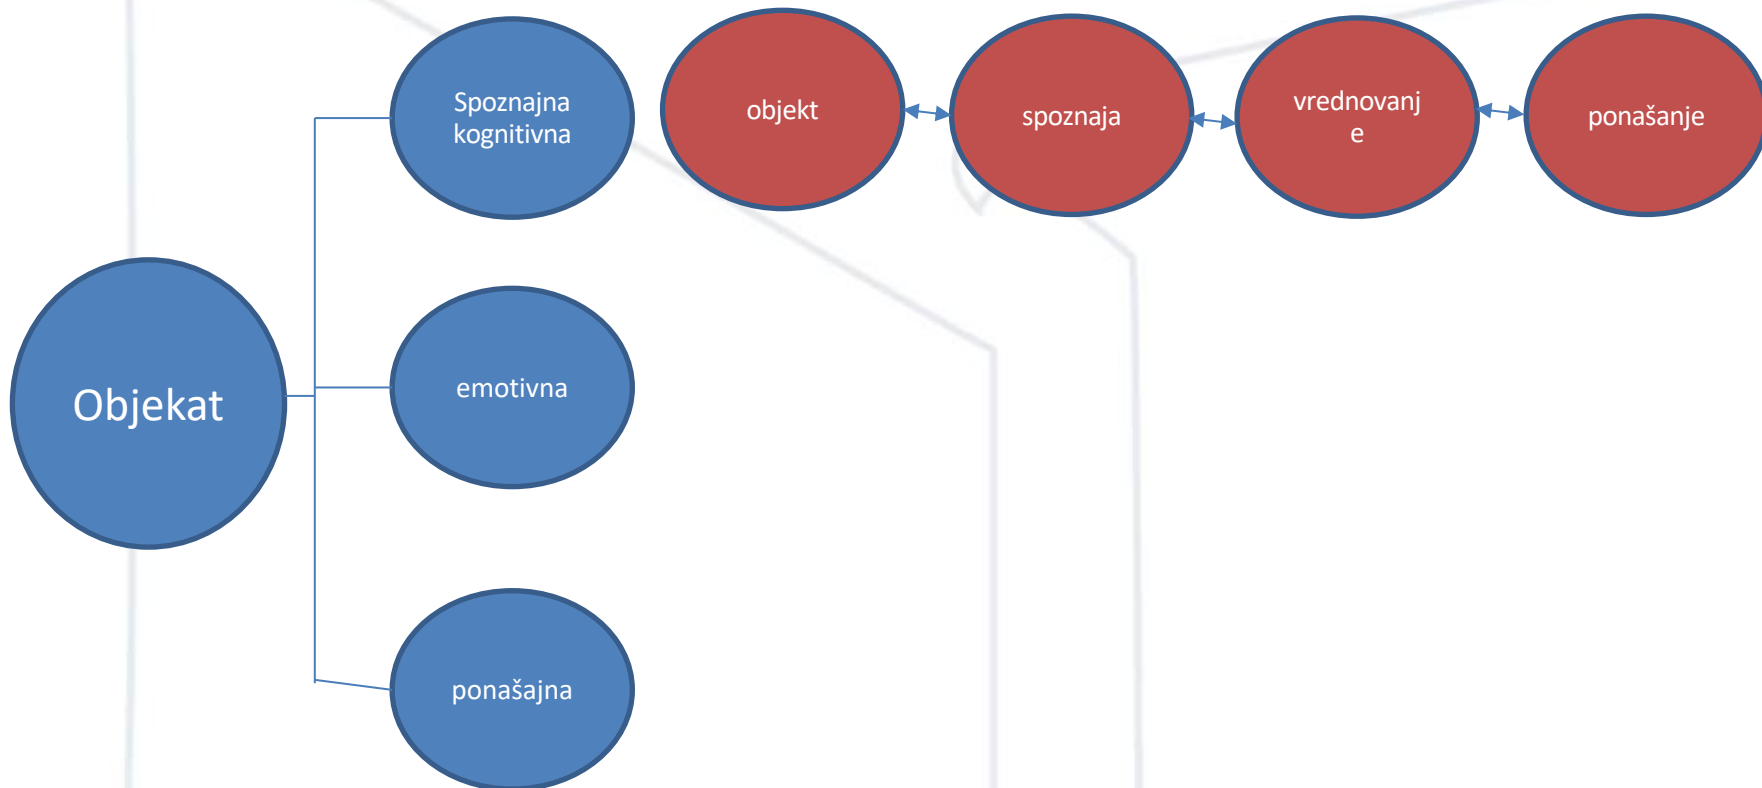 Spoznajna
kognitivna
objekt
spoznaja
vrednovanj
e
ponašanje
Objekat
emotivna
ponašajna